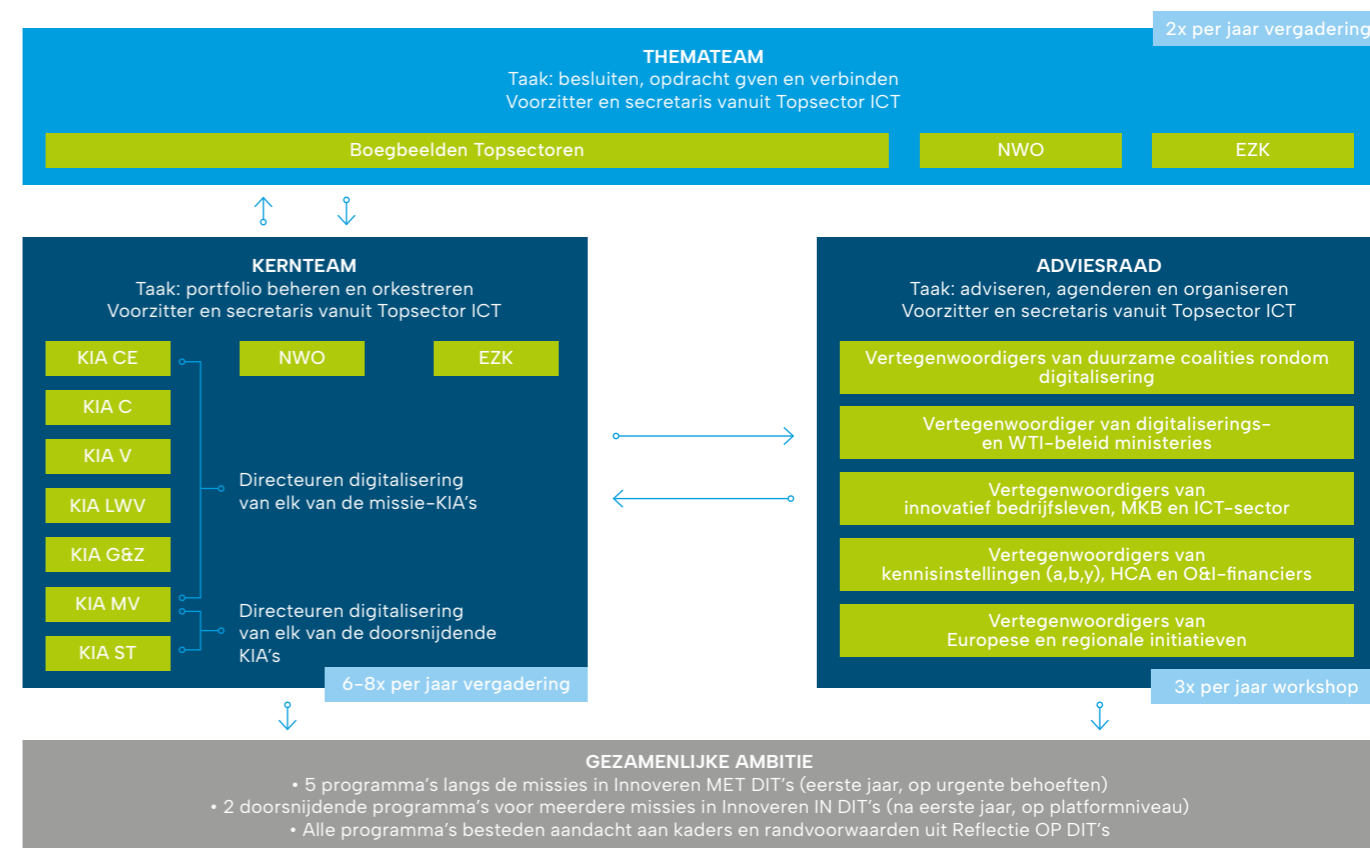 2x per jaar vergadering
THEMATEAM
Taak: besluiten, opdracht gven en verbinden
Voorzitter en secretaris vanuit Topsector ICT
Boegbeelden Topsectoren
NWO
EZK
KERNTEAM
Taak: portfolio beheren en orkestreren
Voorzitter en secretaris vanuit Topsector ICT
KIA CE
NWO
EZK
KIA C
KIA V
KIA LWV
KIA G&Z
KIA MV
KIA ST
Directeuren digitalisering
van elk van de missie-KIA's
Directeuren digitalisering
van elk van de doorsnijdende
KIA's
6-8x per jaar vergadering
ADVIESRAAD
Taak: adviseren, agenderen en organiseren
Voorzitter en secretaris vanuit Topsector ICT
Vertegenwoordigers van duurzame coalities rondom
digitalisering
Vertegenwoordiger van digitaliserings-
en WTI-beleid ministeries
Vertegenwoordigers van
innovatief bedrijfsleven, MKB en ICT-sector
Vertegenwoordigers van
kennisinstellingen (a,b,y), HCA en O&I-financiers
Vertegenwoordigers van
Europese en regionale initiatieven
3x per jaar workshop
GEZAMENLIJKE AMBITIE
• 5 programma's langs de missies in Innoveren MET DIT's (eerste jaar, op urgente behoeften)
• 2 doorsnijdende programma's voor meerdere missies in Innoveren IN DIT's (na eerste jaar, op platformniveau)
• Alle programma's besteden aandacht aan kaders en randvoorwaarden uit Reflectie OP DIT's